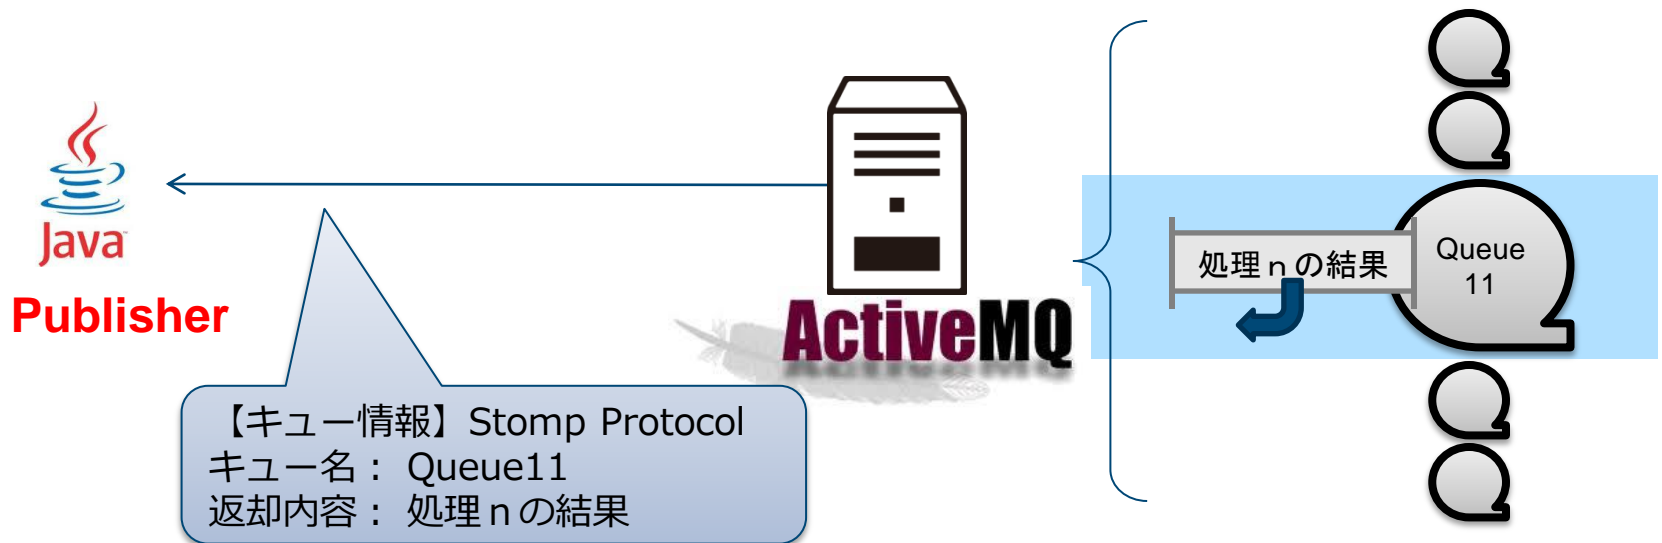 Java
Publisher
ActiveMQ
処理ｎの結果
Queue
11
【キュー情報】Stomp Protocol
キュー名： Queue11
返却内容： 処理ｎの結果